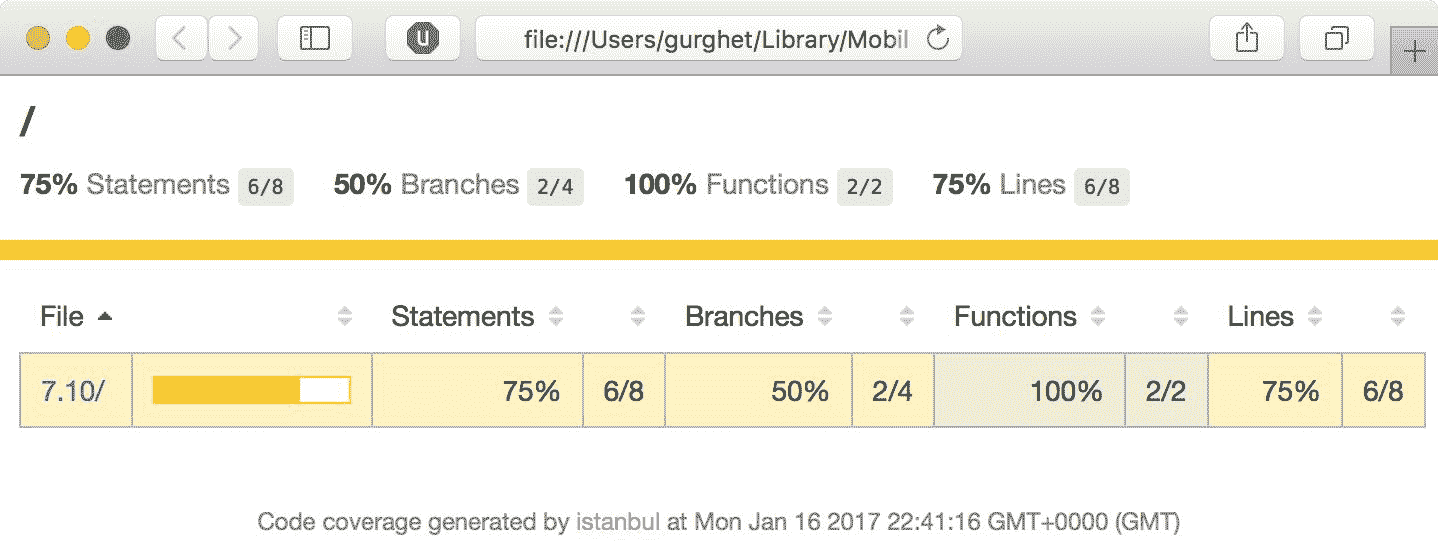 file:///Users/gurghet/Library/Mobil
/
75% Statements 6/8 50% Branches 2/4 100% Functions 2/2 75% Lines 6/8
File Statements Branches Functions Lines
7.10/ 75% 6/8 50% 2/4 100% 2/2 75% 6/8
Code coverage generated by istanbul at Mon Jan 16 2017 22:41:16 GMT+0000 (GMT)